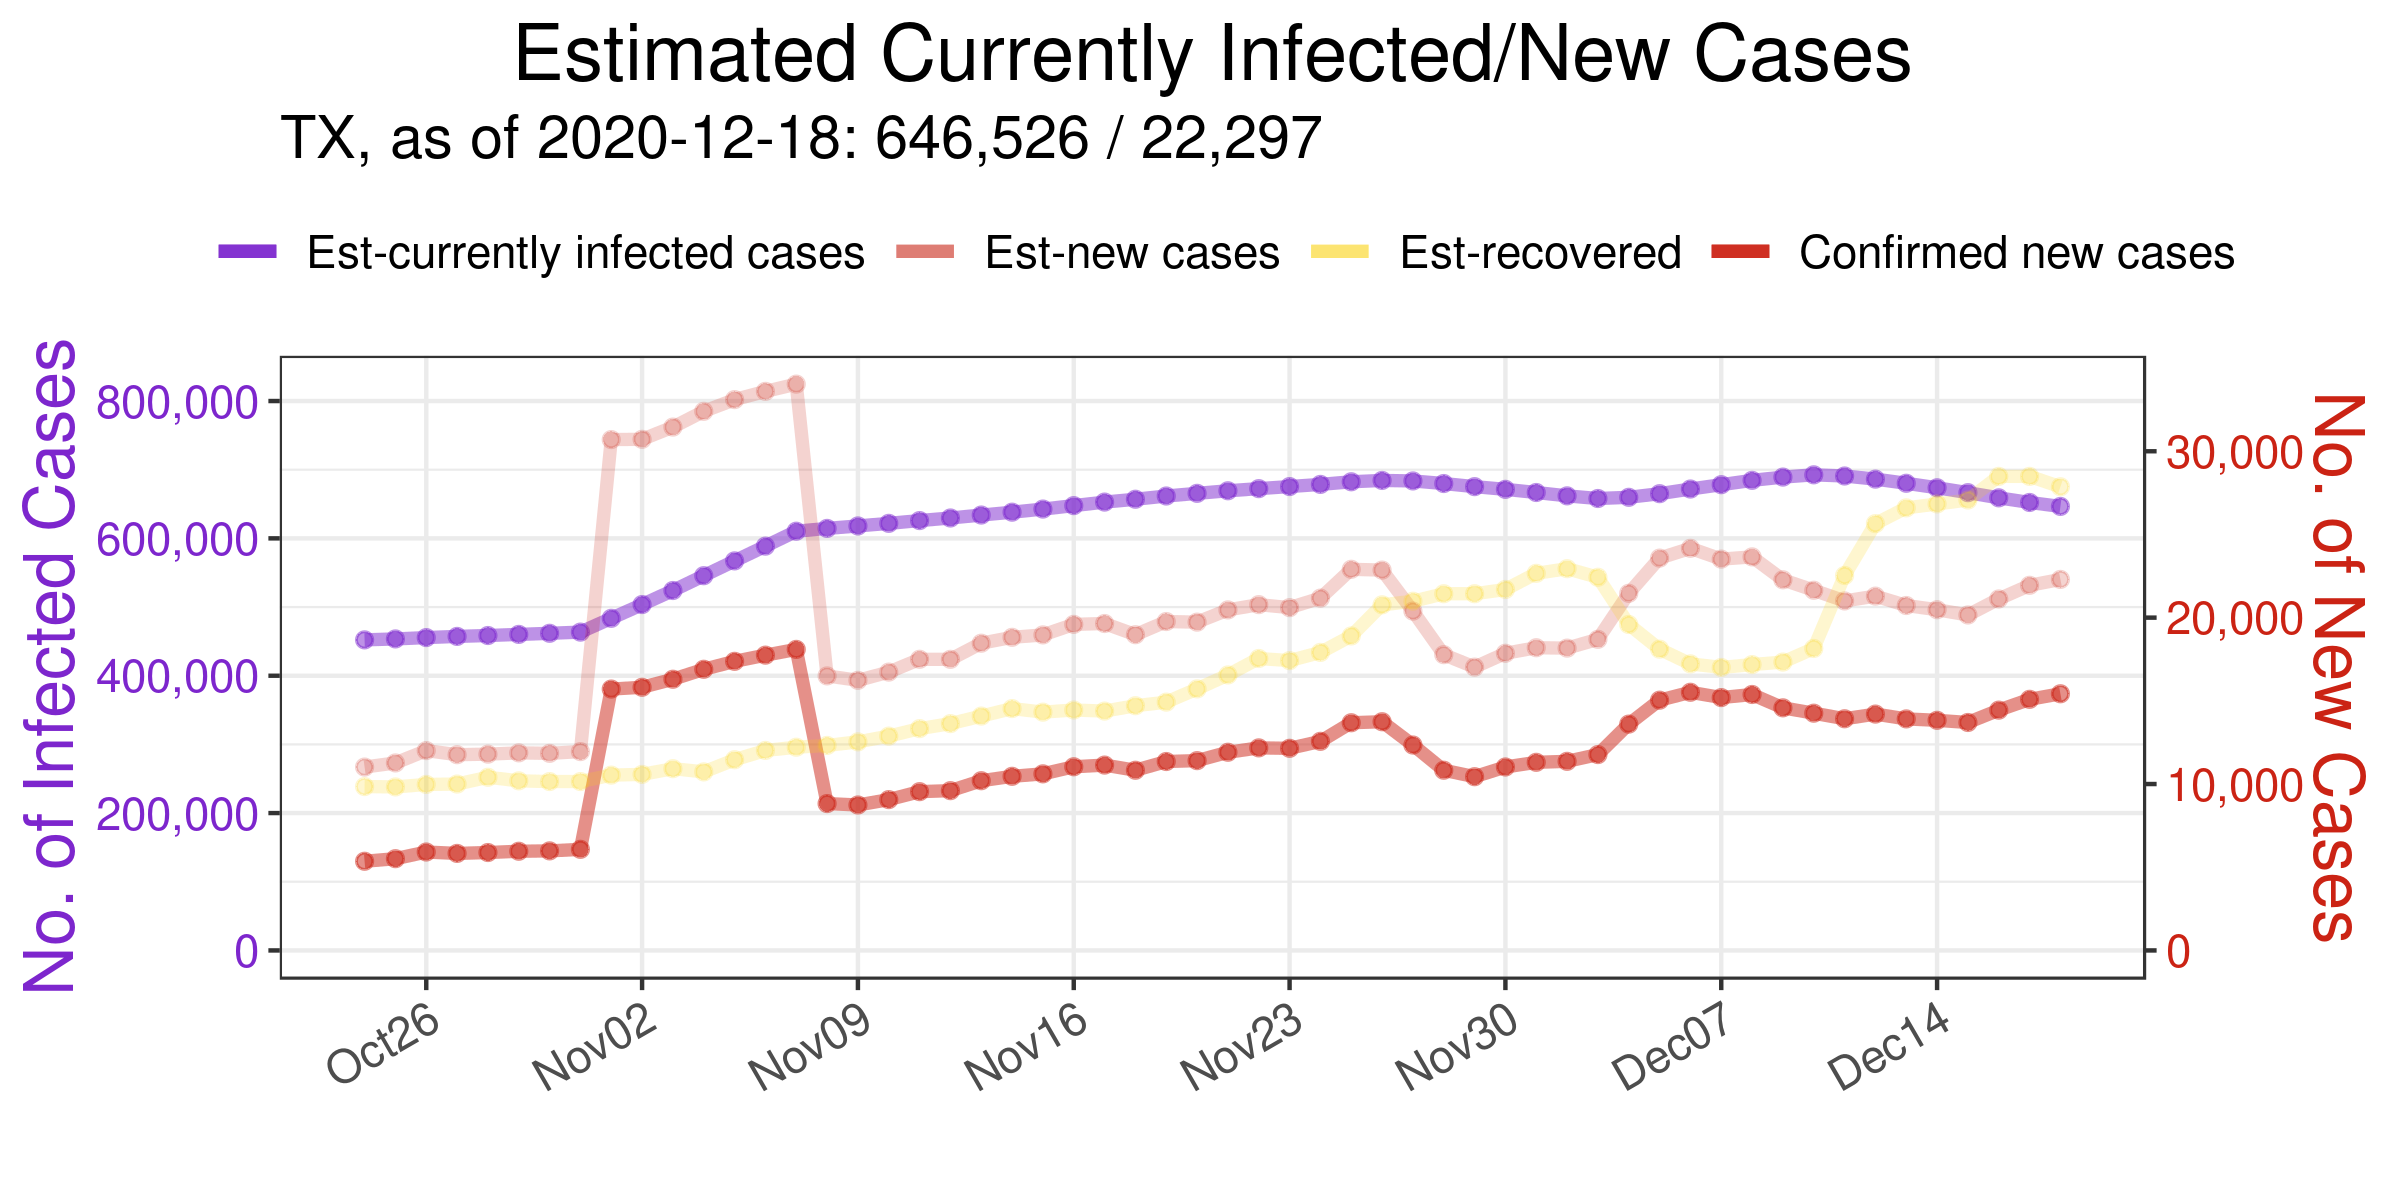 Estimated Currently Infected/New Cases
TX, as of 2020-12-18: 646,526 / 22,297
Est-currently infected cases Est-new cases Est-recovered Confirmed new cases
No. of Infected Cases
800,000
600,000
400,000
200,000
0
30,000
20,000
10,000
0
No. of New Cases
Oct26 Nov02 Nov09 Nov16 Nov23 Nov30 Dec07 Dec14